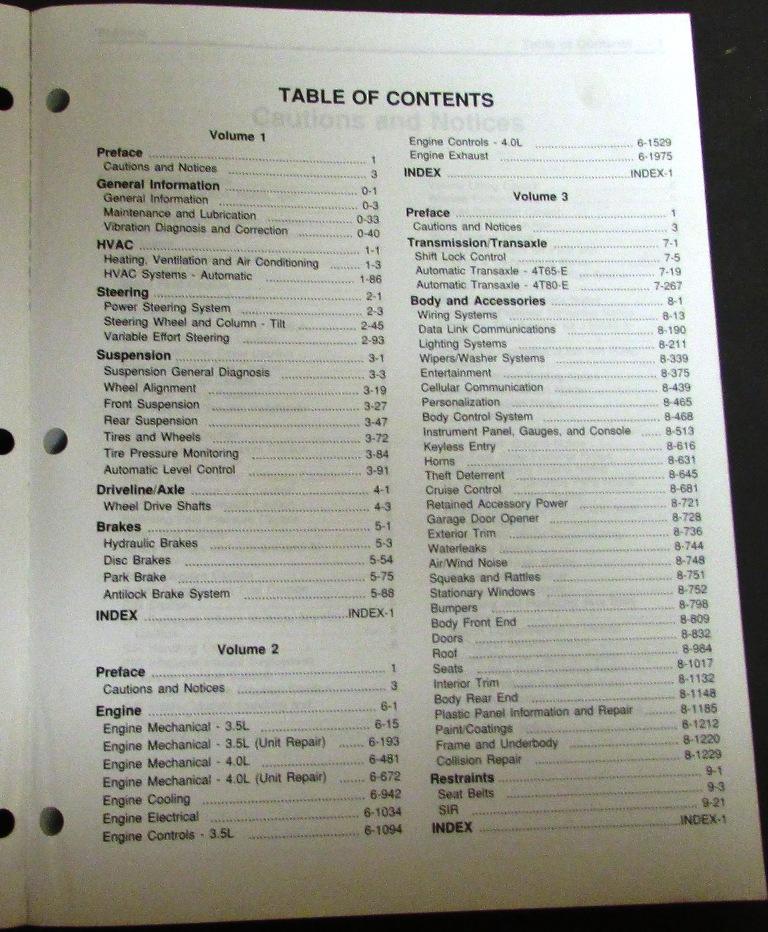 TABLE OF CONTENTS
Volume 1
Preface 1
Cautions and Notices 3
General Information 0-1
General Information 0-3
Maintenance and Lubrication 0-33
Vibration Diagnosis and Correction 0-40
HVAC 1-1
Heating, Ventilation and Air Conditioning 1-3
HVAC Systems - Automatic 1-86
Steering 2-1
Power Steering System 2-3
Steering Wheel and Column - Tilt 2-45
Variable Effort Steering 2-93
Suspension 3-1
Suspension General Diagnosis 3-3
Wheel Alignment 3-19
Front Suspension 3-27
Rear Suspension 3-47
Tires and Wheels 3-72
Tire Pressure Monitoring 3-84
Automatic Level Control 3-91
Driveline/Axle 4-1
Wheel Drive Shafts 4-3
Brakes 5-1
Hydraulic Brakes 5-3
Disc Brakes 5-54
Park Brake 5-75
Antilock Brake System 5-88
INDEX INDEX-1
Volume 2
Preface 1
Cautions and Notices 3
Engine 6-1
Engine Mechanical - 3.5L 6-15
Engine Mechanical - 3.5L (Unit Repair) 6-193
Engine Mechanical - 4.0L 6-481
Engine Mechanical - 4.0L (Unit Repair) 6-672
Engine Cooling 6-942
Engine Electrical 6-1034
Engine Controls - 3.5L 6-1094
Engine Controls - 4.0L 6-1529
Engine Exhaust 6-1975
INDEX INDEX-1
Volume 3
Preface 1
Cautions and Notices 3
Transmission/Transaxle 7-1
Shift Lock Control 7-5
Automatic Transaxle - 4T65-E 7-19
Automatic Transaxle - 4T80-E 7-267
Body and Accessories 8-1
Wiring Systems 8-13
Data Link Communications 8-190
Lighting Systems 8-211
Wipers/Washer Systems 8-339
Entertainment 8-375
Cellular Communication 8-439
Personalization 8-465
Body Control System 8-468
Instrument Panel, Gauges, and Console 8-513
Keyless Entry 8-616
Horns 8-631
Theft Deterrent 8-645
Cruise Control 8-681
Retained Accessory Power 8-721
Garage Door Opener 8-728
Exterior Trim 8-736
Waterleaks 8-744
Air/Wind Noise 8-748
Squeaks and Rattles 8-751
Stationary Windows 8-752
Bumpers 8-798
Body Front End 8-809
Doors 8-832
Roof 8-984
Seats 8-1017
Interior Trim 8-1132
Body Rear End 8-1148
Plastic Panel Information and Repair 8-1185
Paint/Coatings 8-1212
Frame and Underbody 8-1220
Collision Repair 8-1229
Restraints 9-1
Seat Belts 9-3
SIR 9-21
INDEX INDEX-1